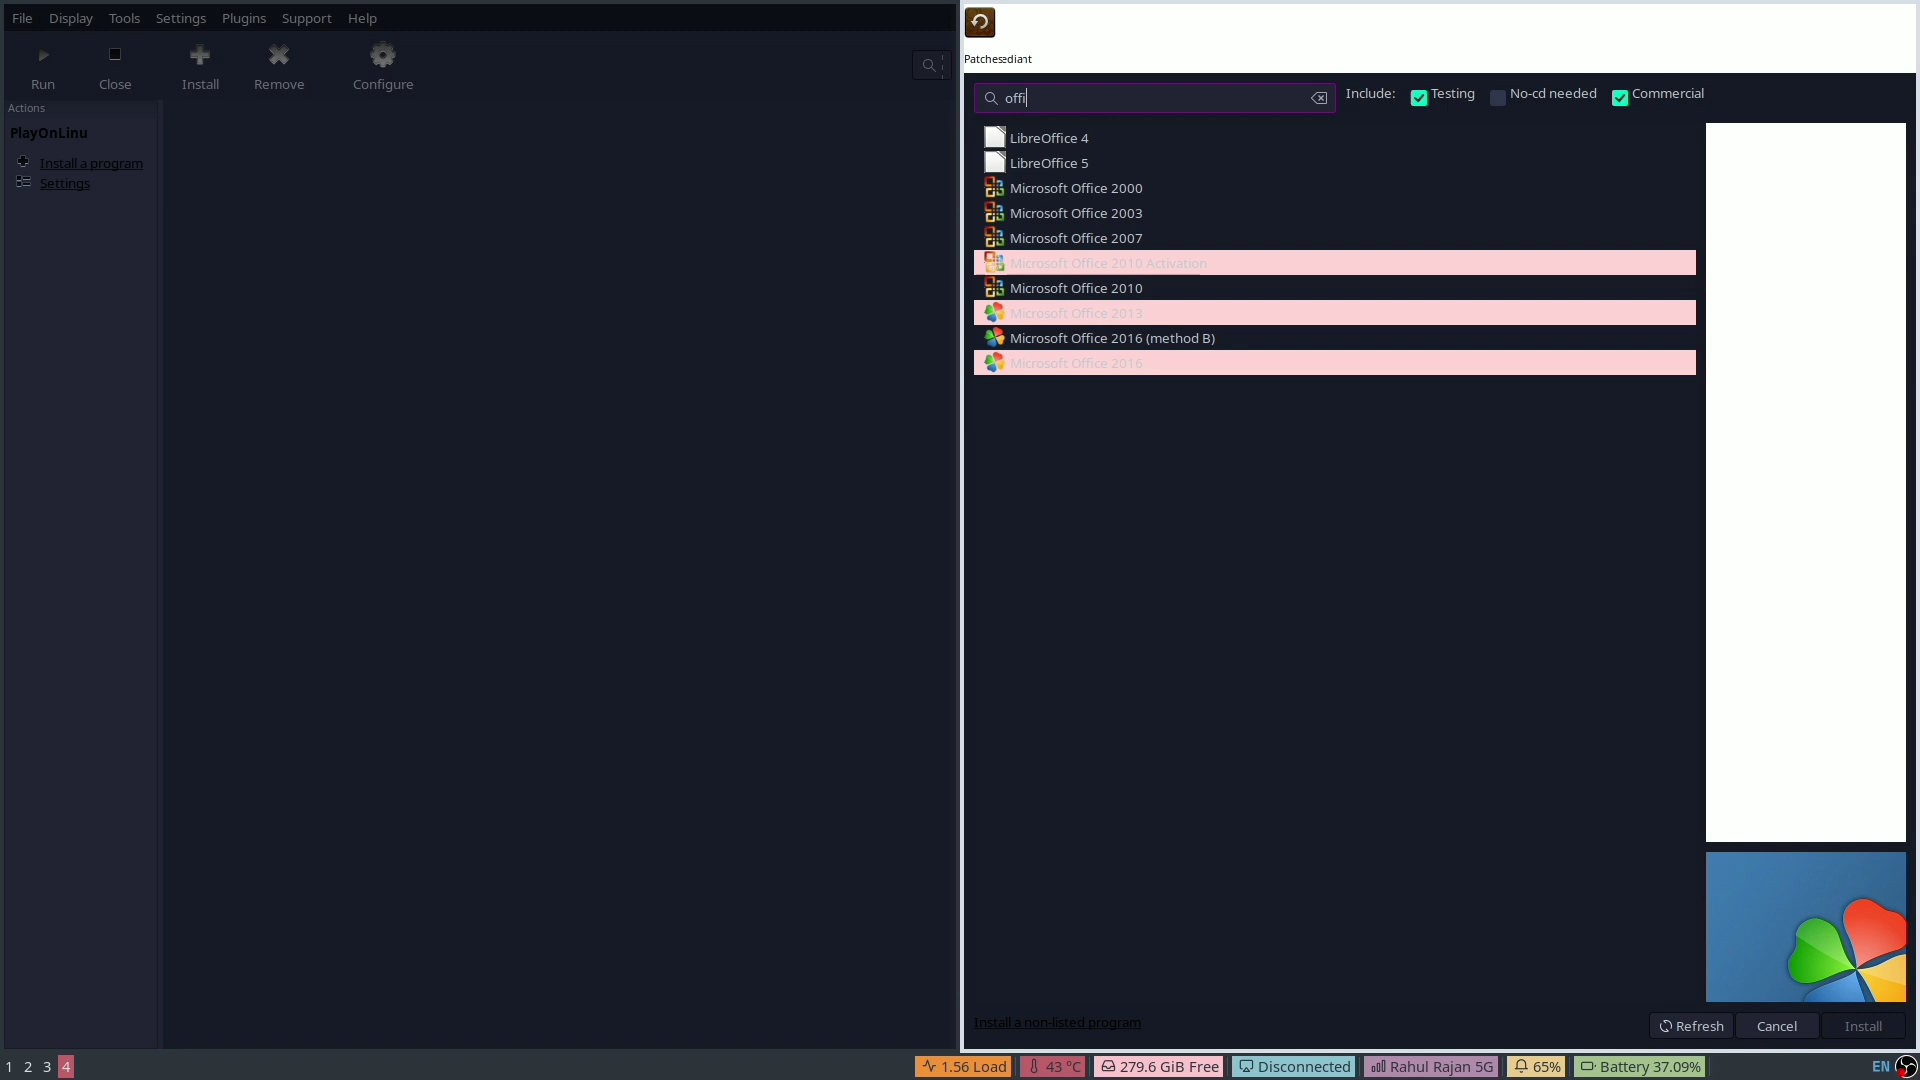 File Display Tools Settings Plugins Support Help
Run Close Install Remove Configure
Actions
PlayOnLinu
Install a program
Settings
offi
Include: Testing No-cd needed Commercial
LibreOffice 4
LibreOffice 5
Microsoft Office 2000
Microsoft Office 2003
Microsoft Office 2007
Microsoft Office 2010 Activation
Microsoft Office 2010
Microsoft Office 2013
Microsoft Office 2016 (method B)
Microsoft Office 2016
Install a non-listed program
Refresh Cancel Install
1 2 3 4
1.56 Load 43 °C 279.6 GiB Free Disconnected Rahul Rajan 5G 65% Battery 37.09% EN